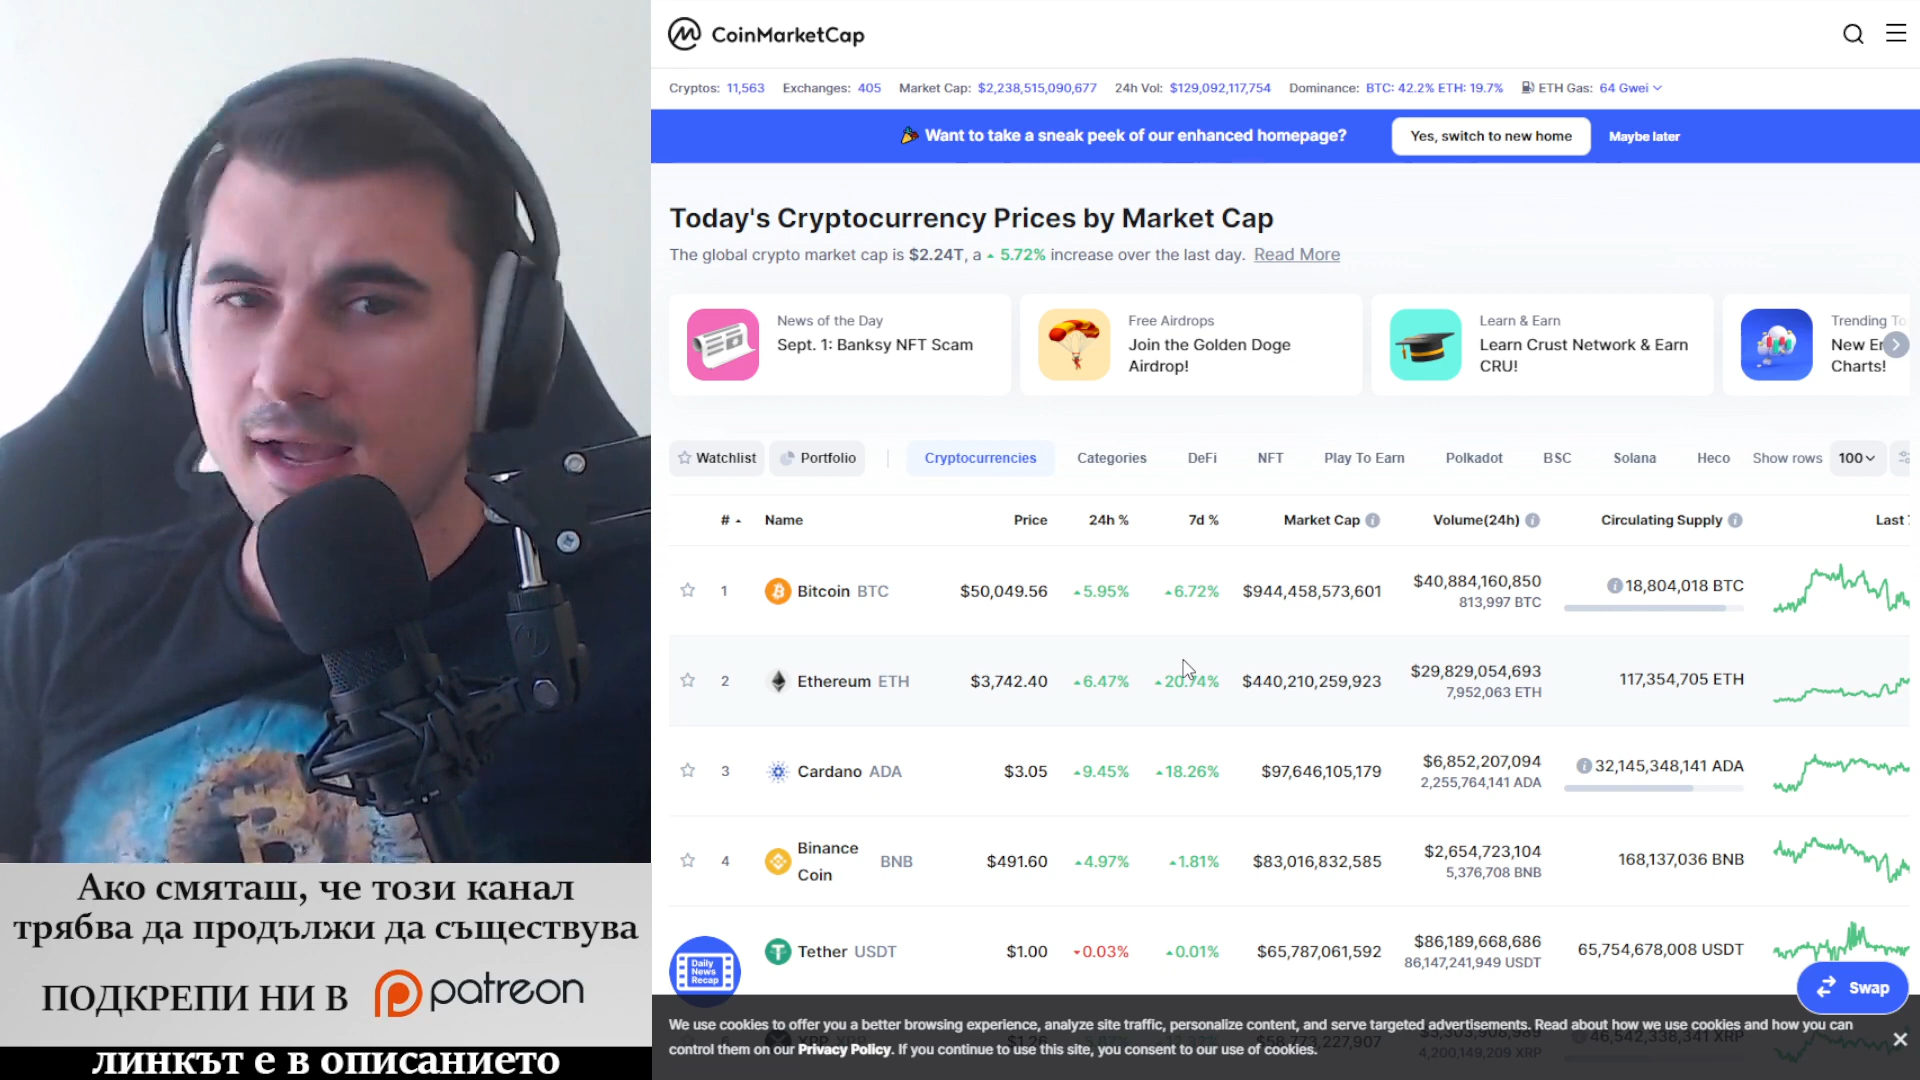 CoinMarketCap
Cryptos: 11,563 Exchanges: 405 Market Cap: $2,238,515,090,677 24h Vol: $129,092,117,754 Dominance: BTC: 42.2% ETH: 19.7% ETH Gas: 64 Gwei
Want to take a sneak peek of our enhanced homepage? Yes, switch to new home Maybe later
Today's Cryptocurrency Prices by Market Cap
The global crypto market cap is $2.24T, a 5.72% increase over the last day. Read More
News of the Day
Sept. 1: Banksy NFT Scam
Free Airdrops
Join the Golden Doge
Airdrop!
Learn & Earn
Learn Crust Network & Earn
CRU!
Trending To
New Er
Charts!
Watchlist Portfolio Cryptocurrencies Categories DeFi NFT Play To Earn Polkadot BSC Solana Heco Show rows 100
# Name Price 24h % 7d % Market Cap Volume(24h) Circulating Supply Last
1 Bitcoin BTC $50,049.56 5.95% 6.72% $944,458,573,601 $40,884,160,850 18,804,018 BTC
813,997 BTC
2 Ethereum ETH $3,742.40 6.47% 20.74% $440,210,259,923 $29,829,054,693 117,354,705 ETH
7,952,063 ETH
3 Cardano ADA $3.05 9.45% 18.26% $97,646,105,179 $6,852,207,094 32,145,348,141 ADA
2,255,764,141 ADA
4 Binance Coin BNB $491.60 4.97% 1.81% $83,016,832,585 $2,654,723,104 168,137,036 BNB
5,376,708 BNB
Tether USDT $1.00 0.03% 0.01% $65,787,061,592 $86,189,668,686 65,754,678,008 USDT
86,147,241,949 USDT
Daily
News
Recap
Swap
We use cookies to offer you a better browsing experience, analyze site traffic, personalize content, and serve targeted advertisements. Read about how we use cookies and how you can
control them on our Privacy Policy. If you continue to use this site, you consent to our use of cookies.
4,200,149,209 XRP
Ако смяташ, че този канал
трябва да продължи да съществува
ПОДКРЕПИ НИ В patreon
линкът е в описанието